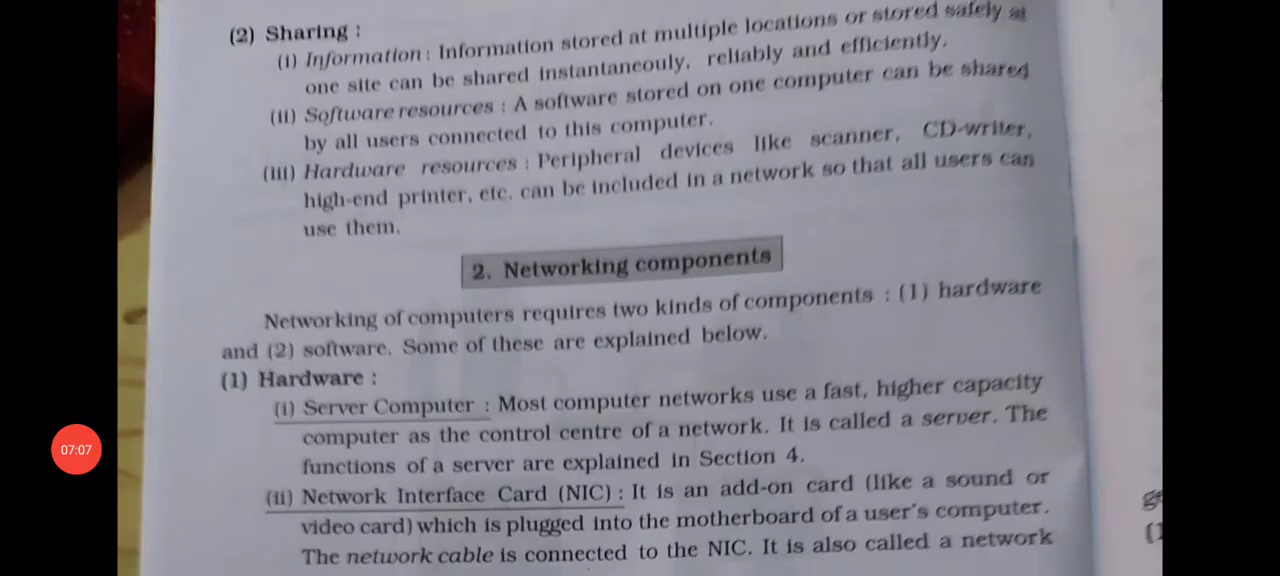 (2) Sharing :
(i) Information : Information stored at multiple locations or stored safely at
one site can be shared instantaneouly, reliably and efficiently.
(ii) Software resources : A software stored on one computer can be shared
by all users connected to this computer.
(iii) Hardware resources : Peripheral devices like scanner, CD-writer,
high-end printer, etc. can be included in a network so that all users can
use them.
2. Networking components
Networking of computers requires two kinds of components : (1) hardware
and (2) software. Some of these are explained below.
(1) Hardware :
(i) Server Computer : Most computer networks use a fast, higher capacity
computer as the control centre of a network. It is called a server. The
functions of a server are explained in Section 4.
(ii) Network Interface Card (NIC) : It is an add-on card (like a sound or
video card) which is plugged into the motherboard of a user's computer.
The network cable is connected to the NIC. It is also called a network
07:07